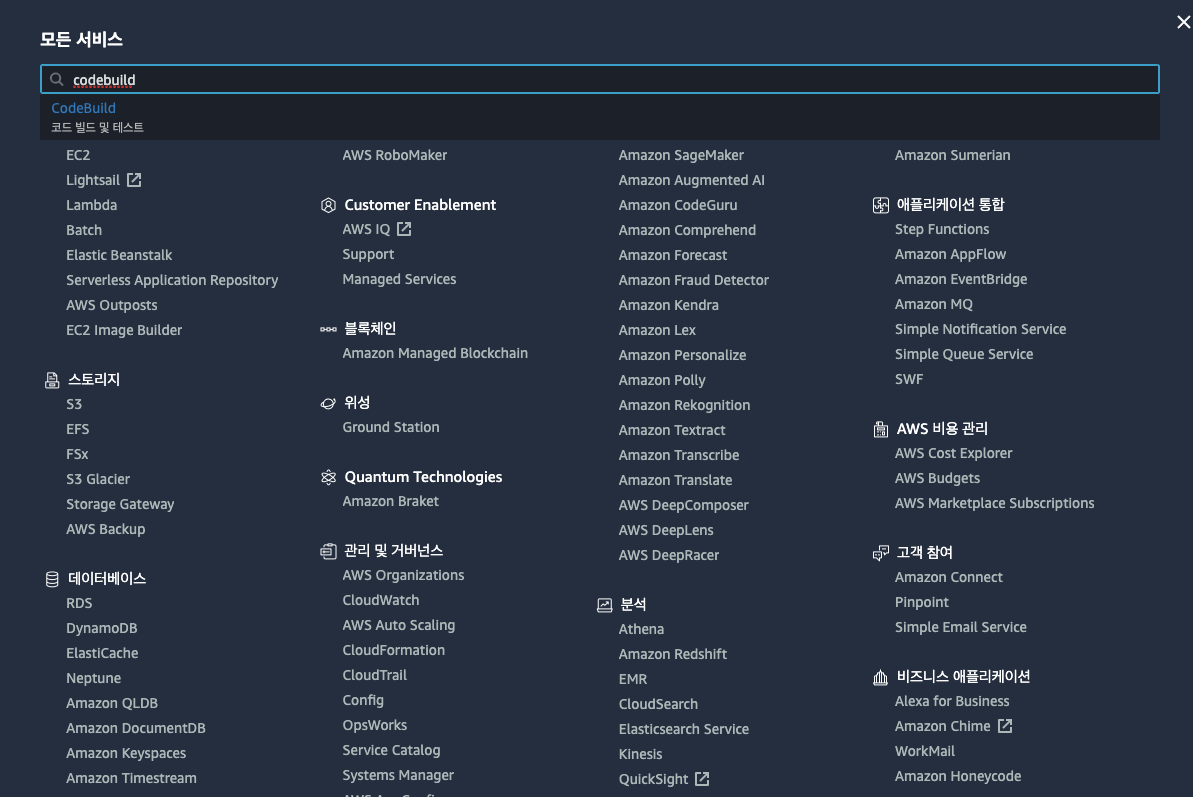 모든 서비스
codebuild
CodeBuild
코드 빌드 및 테스트
EC2
Lightsail
Lambda
Batch
Elastic Beanstalk
Serverless Application Repository
AWS Outposts
EC2 Image Builder
스토리지
S3
EFS
FSx
S3 Glacier
Storage Gateway
AWS Backup
데이터베이스
RDS
DynamoDB
ElastiCache
Neptune
Amazon QLDB
Amazon DocumentDB
Amazon Keyspaces
Amazon Timestream
AWS RoboMaker
Customer Enablement
AWS IQ
Support
Managed Services
블록체인
Amazon Managed Blockchain
위성
Ground Station
Quantum Technologies
Amazon Braket
관리 및 거버넌스
AWS Organizations
CloudWatch
AWS Auto Scaling
CloudFormation
CloudTrail
Config
OpsWorks
Service Catalog
Systems Manager
Amazon SageMaker
Amazon Augmented AI
Amazon CodeGuru
Amazon Comprehend
Amazon Forecast
Amazon Fraud Detector
Amazon Kendra
Amazon Lex
Amazon Personalize
Amazon Polly
Amazon Rekognition
Amazon Textract
Amazon Transcribe
Amazon Translate
AWS DeepComposer
AWS DeepLens
AWS DeepRacer
분석
Athena
Amazon Redshift
EMR
CloudSearch
Elasticsearch Service
Kinesis
QuickSight
Amazon Sumerian
애플리케이션 통합
Step Functions
Amazon AppFlow
Amazon EventBridge
Amazon MQ
Simple Notification Service
Simple Queue Service
SWF
AWS 비용 관리
AWS Cost Explorer
AWS Budgets
AWS Marketplace Subscriptions
고객 참여
Amazon Connect
Pinpoint
Simple Email Service
비즈니스 애플리케이션
Alexa for Business
Amazon Chime
WorkMail
Amazon Honeycode